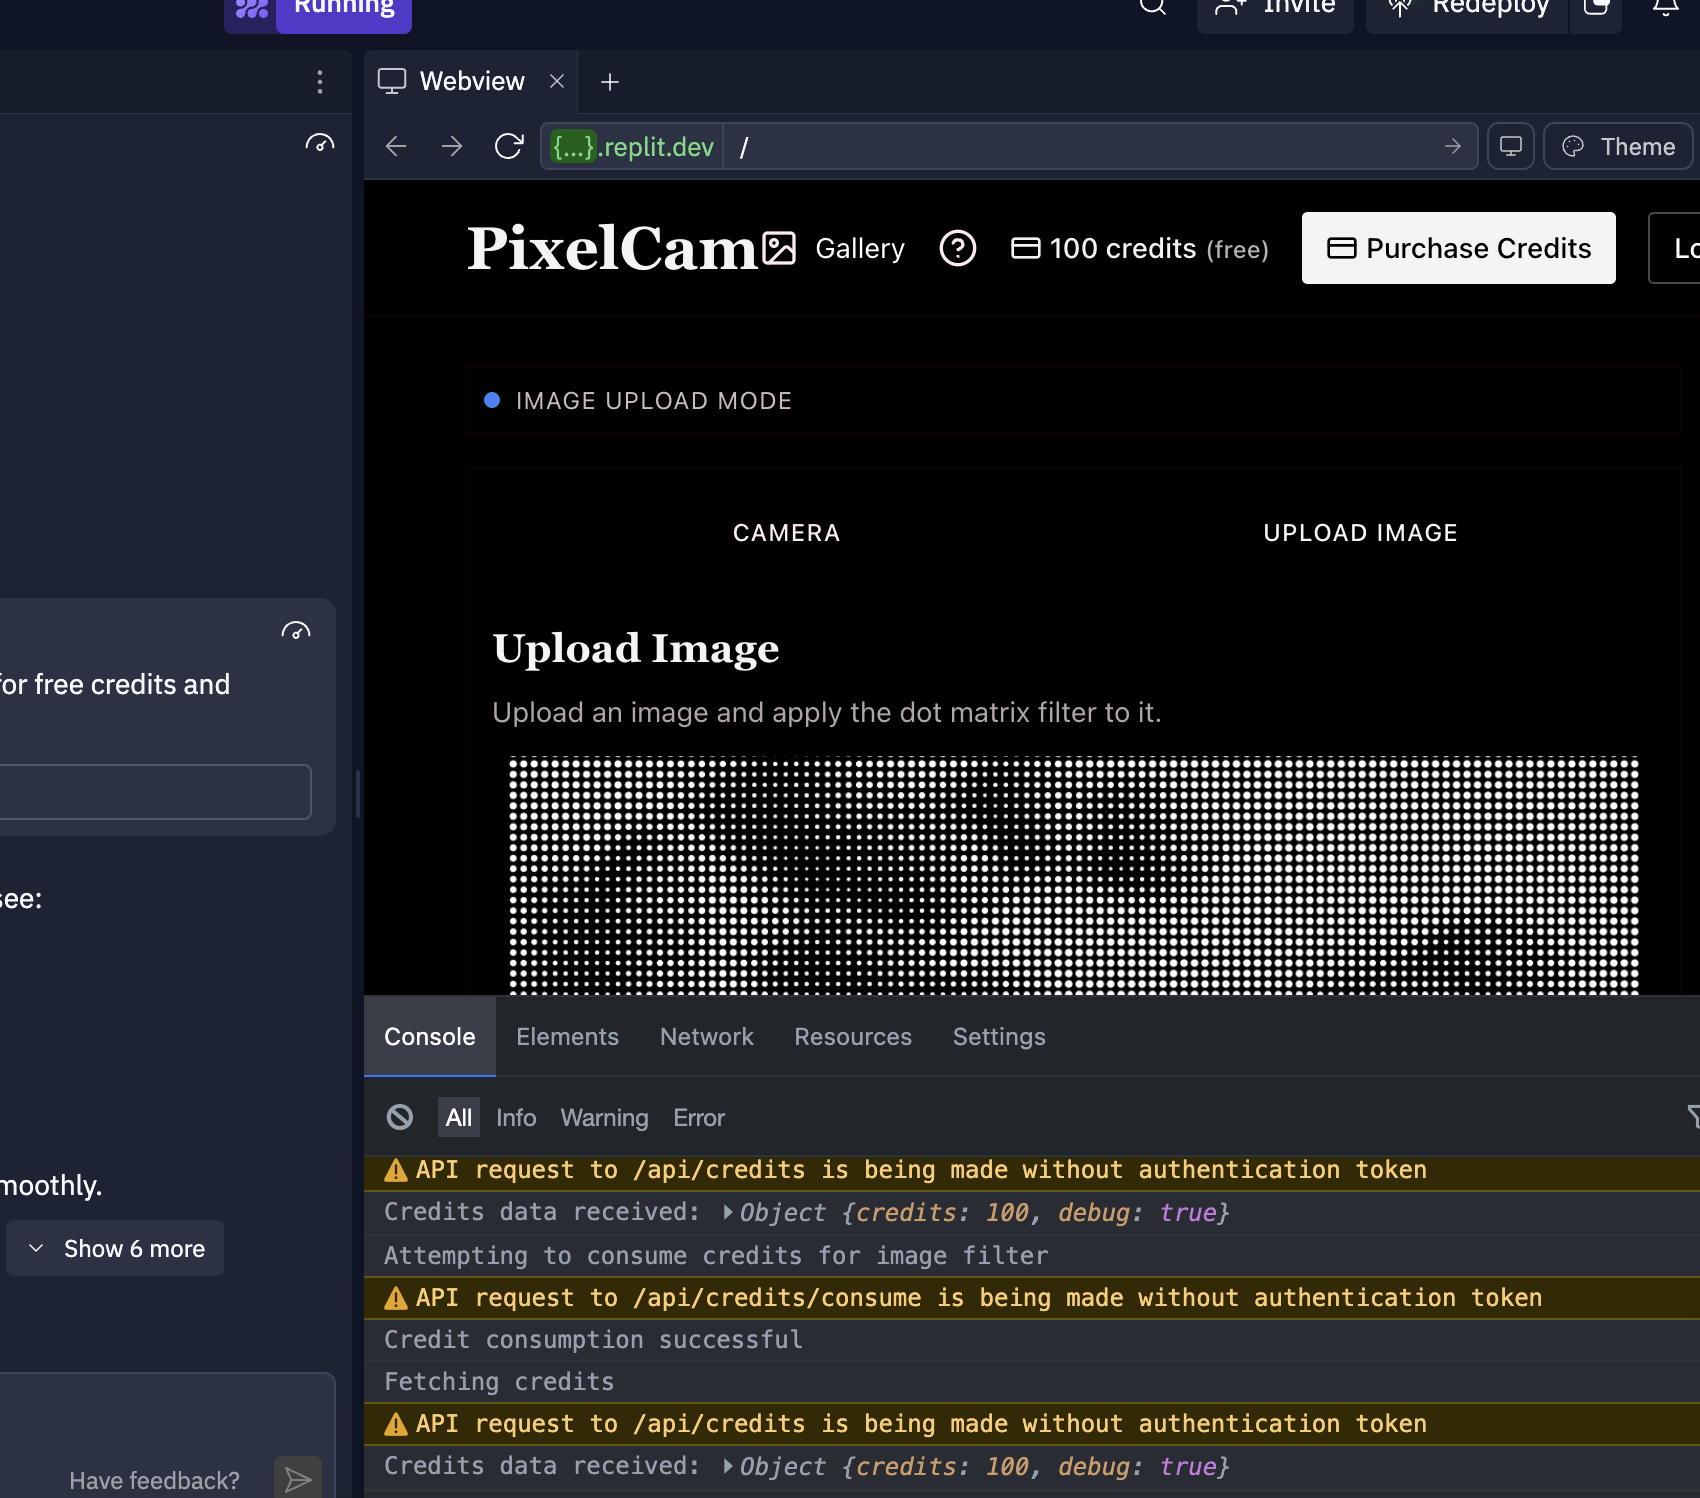 Running
Invite
Redeploy
Webview
{...}.replit.dev /
Theme
PixelCam
Gallery
100 credits (free)
Purchase Credits
IMAGE UPLOAD MODE
CAMERA
UPLOAD IMAGE
Upload Image
Upload an image and apply the dot matrix filter to it.
for free credits and
see:
moothly.
Show 6 more
Have feedback?
Console
Elements
Network
Resources
Settings
All
Info
Warning
Error
API request to /api/credits is being made without authentication token
Credits data received: Object {credits: 100, debug: true}
Attempting to consume credits for image filter
API request to /api/credits/consume is being made without authentication token
Credit consumption successful
Fetching credits
API request to /api/credits is being made without authentication token
Credits data received: Object {credits: 100, debug: true}